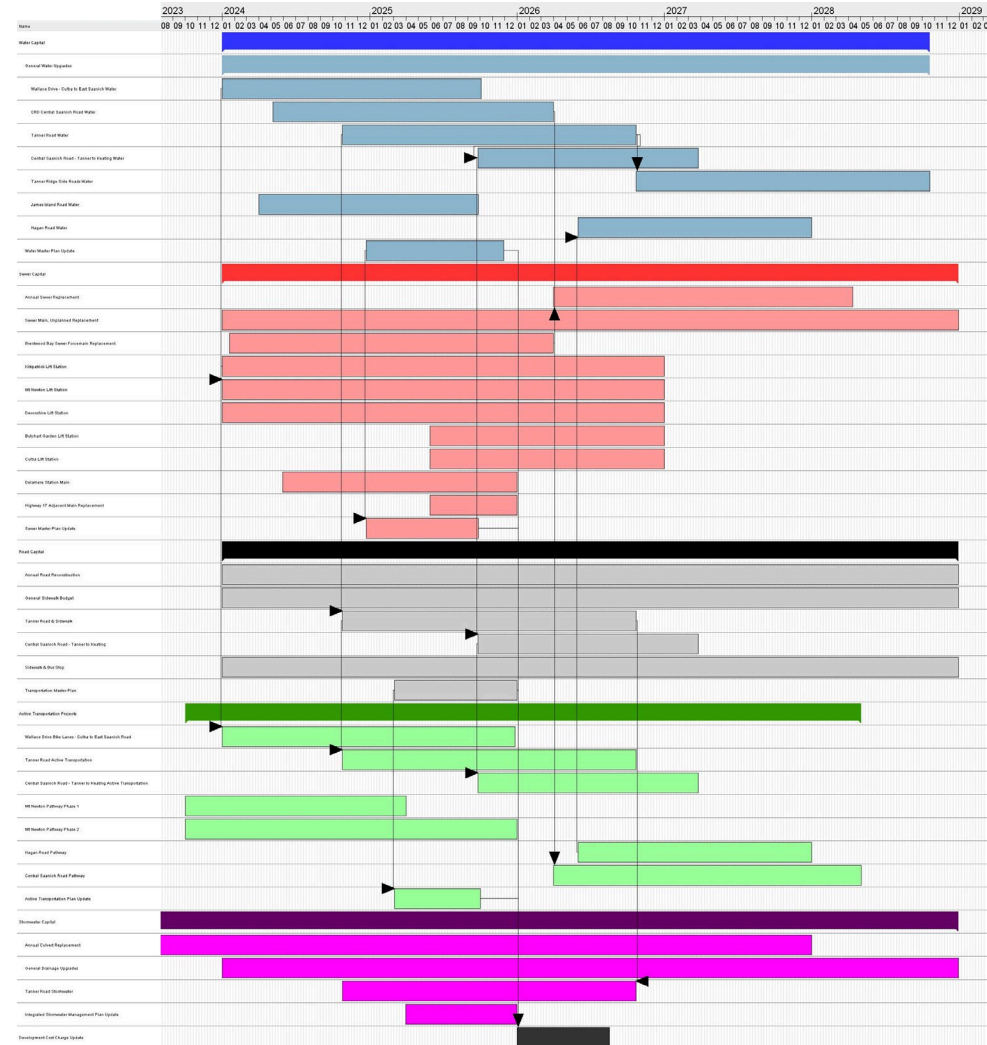 2023 2024 2025 2026 2027 2028 2029
Name 08 09 10 11 12 01 02 03 04 05 06 07 08 09 10 11 12 01 02 03 04 05 06 07 08 09 10 11 12 01 02 03 04 05 06 07 08 09 10 11 12 01 02 03 04 05 06 07 08 09 10 11 12 01 02 03 04 05 06 07 08 09 10 11 12 01 02
Water Capital
General Water Upgrades
Wallace Drive - Cultra to East Saanich Water
CRD Central Saanich Road Water
Tanner Road Water
Central Saanich Road - Tanner to Keating Water
Tanner Ridge Side Roads Water
James Island Road Water
Hagan Road Water
Water Master Plan Update
Sewer Capital
Annual Sewer Replacement
Sewer Main, Unplanned Replacement
Brentwood Bay Sewer Forcemain Replacement
Kirkpatrick Lift Station
Mt Newton Lift Station
Devonshire Lift Station
Butchart Garden Lift Station
Cultra Lift Station
Delamere Station Main
Highway 17 Adjacent Main Replacement
Sewer Master Plan Update
Road Capital
Annual Road Reconstruction
General Sidewalk Budget
Tanner Road & Sidewalk
Central Saanich Road - Tanner to Keating
Sidewalk & Bus Stop
Transportation Master Plan
Active Transportation Projects
Wallace Drive Bike Lanes - Cultra to East Saanich Road
Tanner Road Active Transportation
Central Saanich Road - Tanner to Keating Active Transportation
Mt Newton Pathway Phase 1
Mt Newton Pathway Phase 2
Hagan Road Pathway
Central Saanich Road Pathway
Active Transportation Plan Update
Stormwater Capital
Annual Culvert Replacement
General Drainage Upgrades
Tanner Road Stormwater
Integrated Stormwater Management Plan Update
Development Cost Charge Update